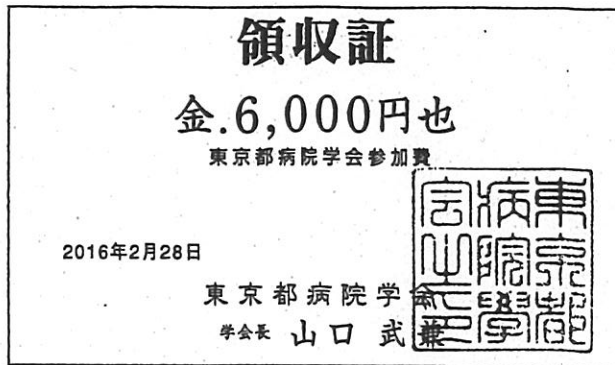 領収証
金.6,000円也
東京都病院学会参加費
2016年2月28日
東京都病院学会
学会長 山口 武兼
東京都
病院學
会之印